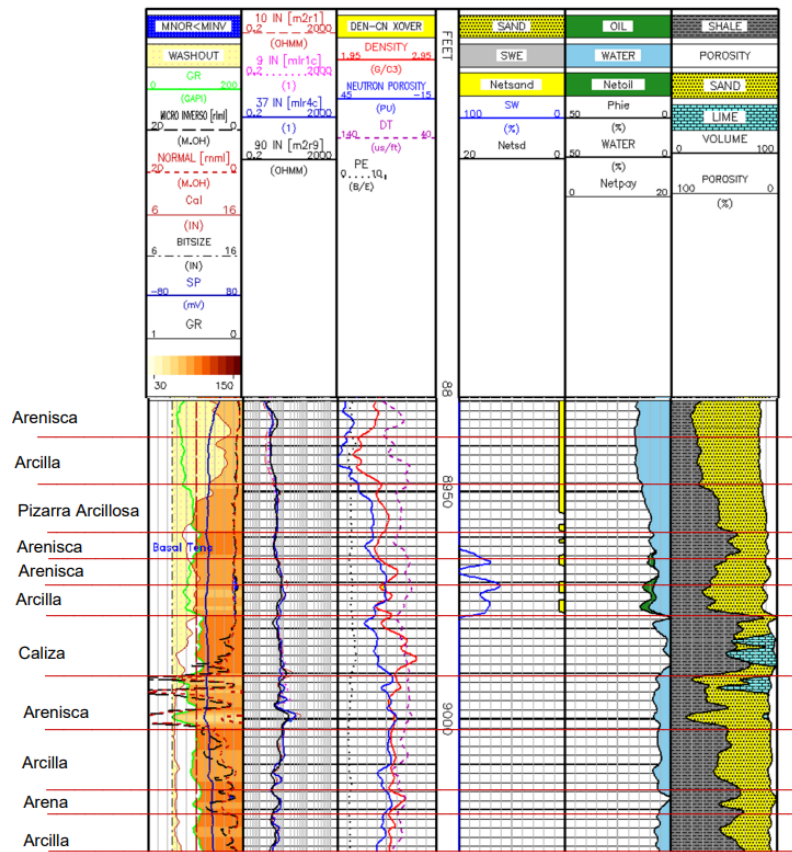 MNOR<MINV
WASHOUT
GR
0 200
(GAPI)
MICRO INVERSO [rlml]
20 0
(M.OH)
NORMAL [rnml]
20 0
(M.OH)
Cal
6 16
(IN)
BITSIZE
6 16
(IN)
SP
-80 80
(mV)
GR
1 0
30 150
10 IN [m2r1]
0.2 2000
(OHMM)
9 IN [mlr1c]
0.2 2000
(1)
37 IN [mlr4c]
0.2 2000
(1)
90 IN [m2r9]
0.2 2000
(OHMM)
DEN-CN XOVER
DENSITY
1.95 2.95
(G/C3)
NEUTRON POROSITY
45 -15
(PU)
DT
140 40
(us/ft)
PE
0 10
(B/E)
FEET
SAND
SWE
Netsand
SW
100 0
(%)
Netsd
20 0
OIL
WATER
Netoil
Phie
50 0
(%)
WATER
50 0
(%)
Netpay
0 20
SHALE
POROSITY
SAND
LIME
VOLUME
0 100
POROSITY
100 0
(%)
88
Arenisca
Arcilla
8950
Pizarra Arcillosa
Arenisca
Basal Tena
Arenisca
Arcilla
Caliza
Arenisca
9000
Arcilla
Arena
Arcilla